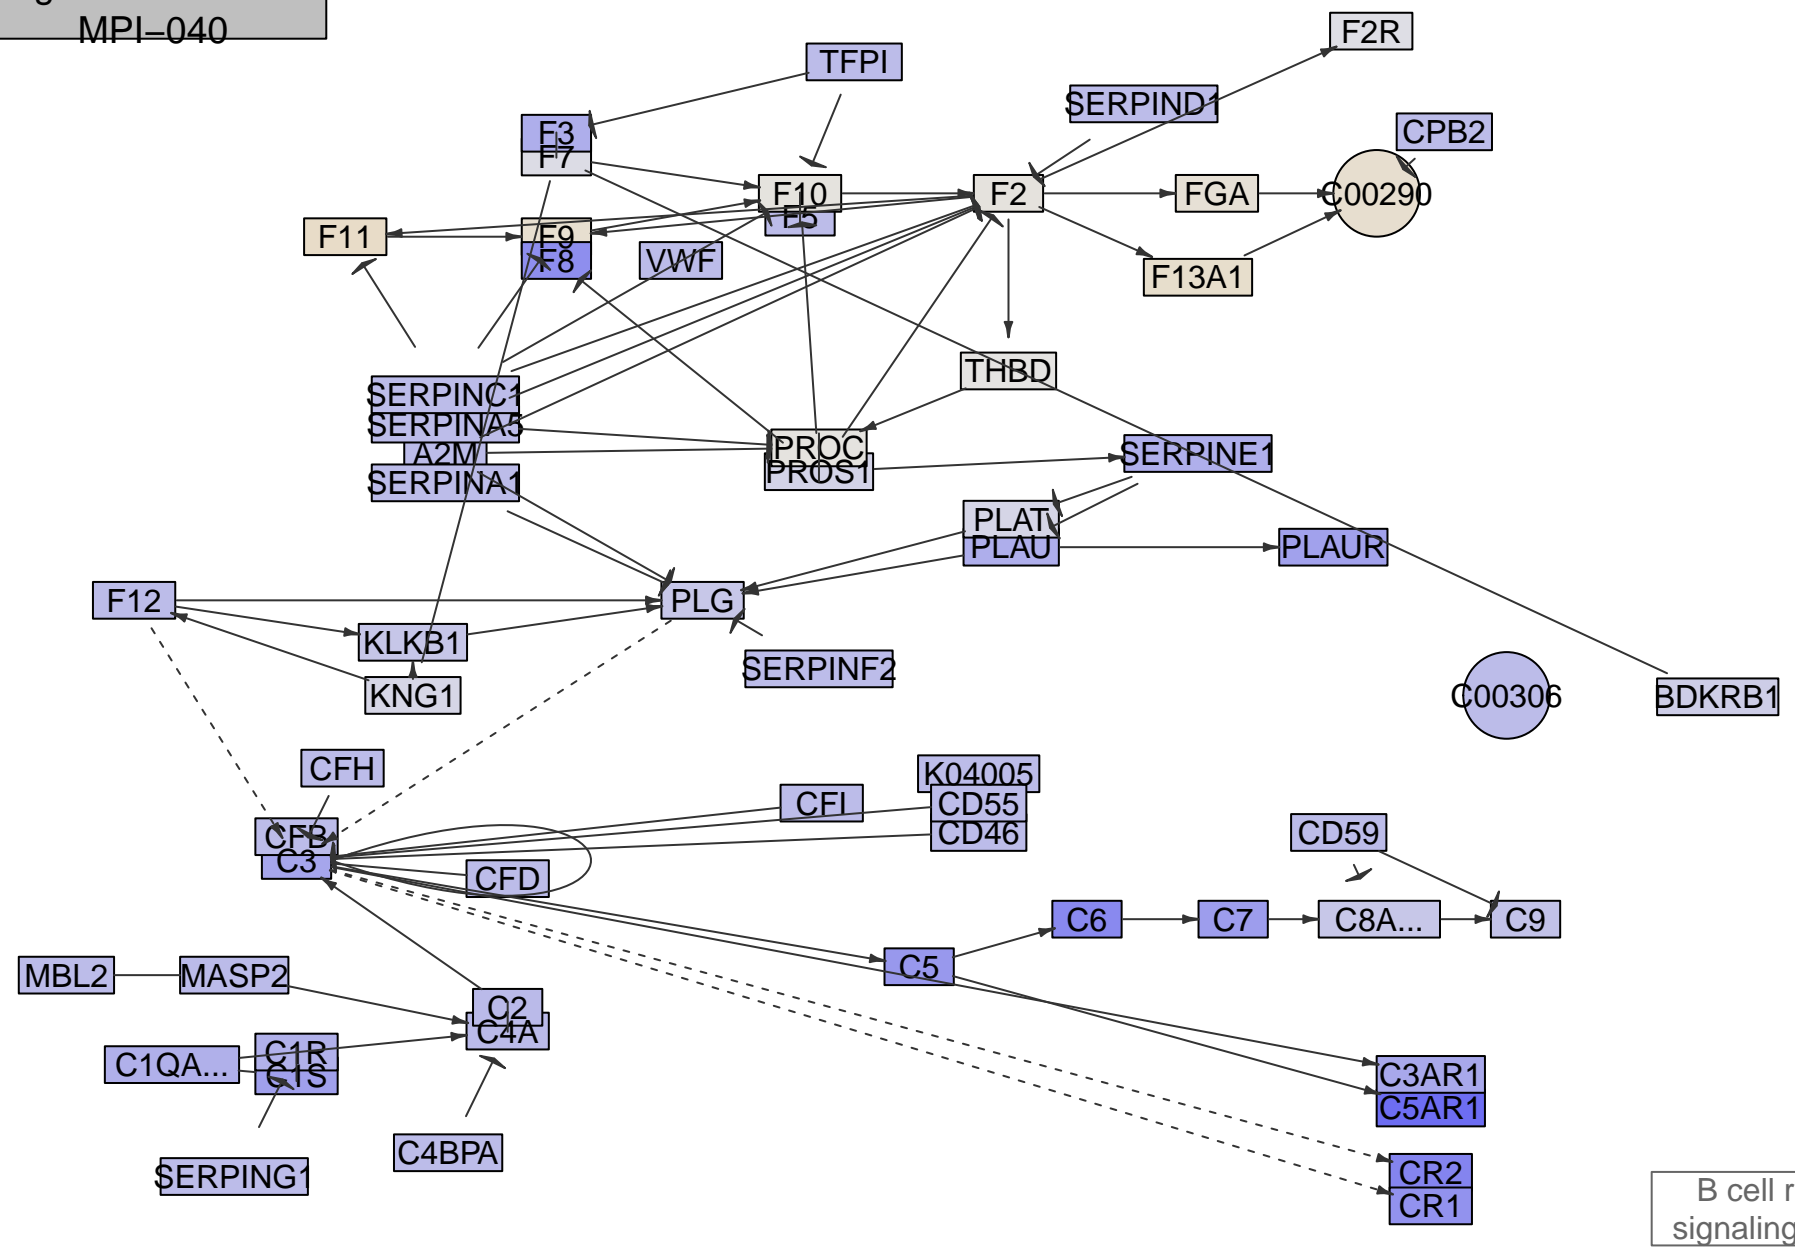 MPI–040
F2R
TFPI
SERPIND1
CPB2
F3
F7
F10
F5
F2
FGA
C00290
F11
F9
F8
VWF
F13A1
THBD
SERPINC1
SERPINA5
A2M
SERPINA1
PROC
PROS1
SERPINE1
PLAT
PLAU
PLAUR
F12
PLG
KLKB1
SERPINF2
KNG1
C00306
BDKRB1
CFH
K04005
CFI
CD55
CD46
CFB
C3
CFD
CD59
C6
C7
C8A...
C9
C5
MBL2
MASP2
C2
C4A
C1QA...
C1R
C1S
C3AR1
C5AR1
C4BPA
SERPING1
CR2
CR1
B cell r
signaling